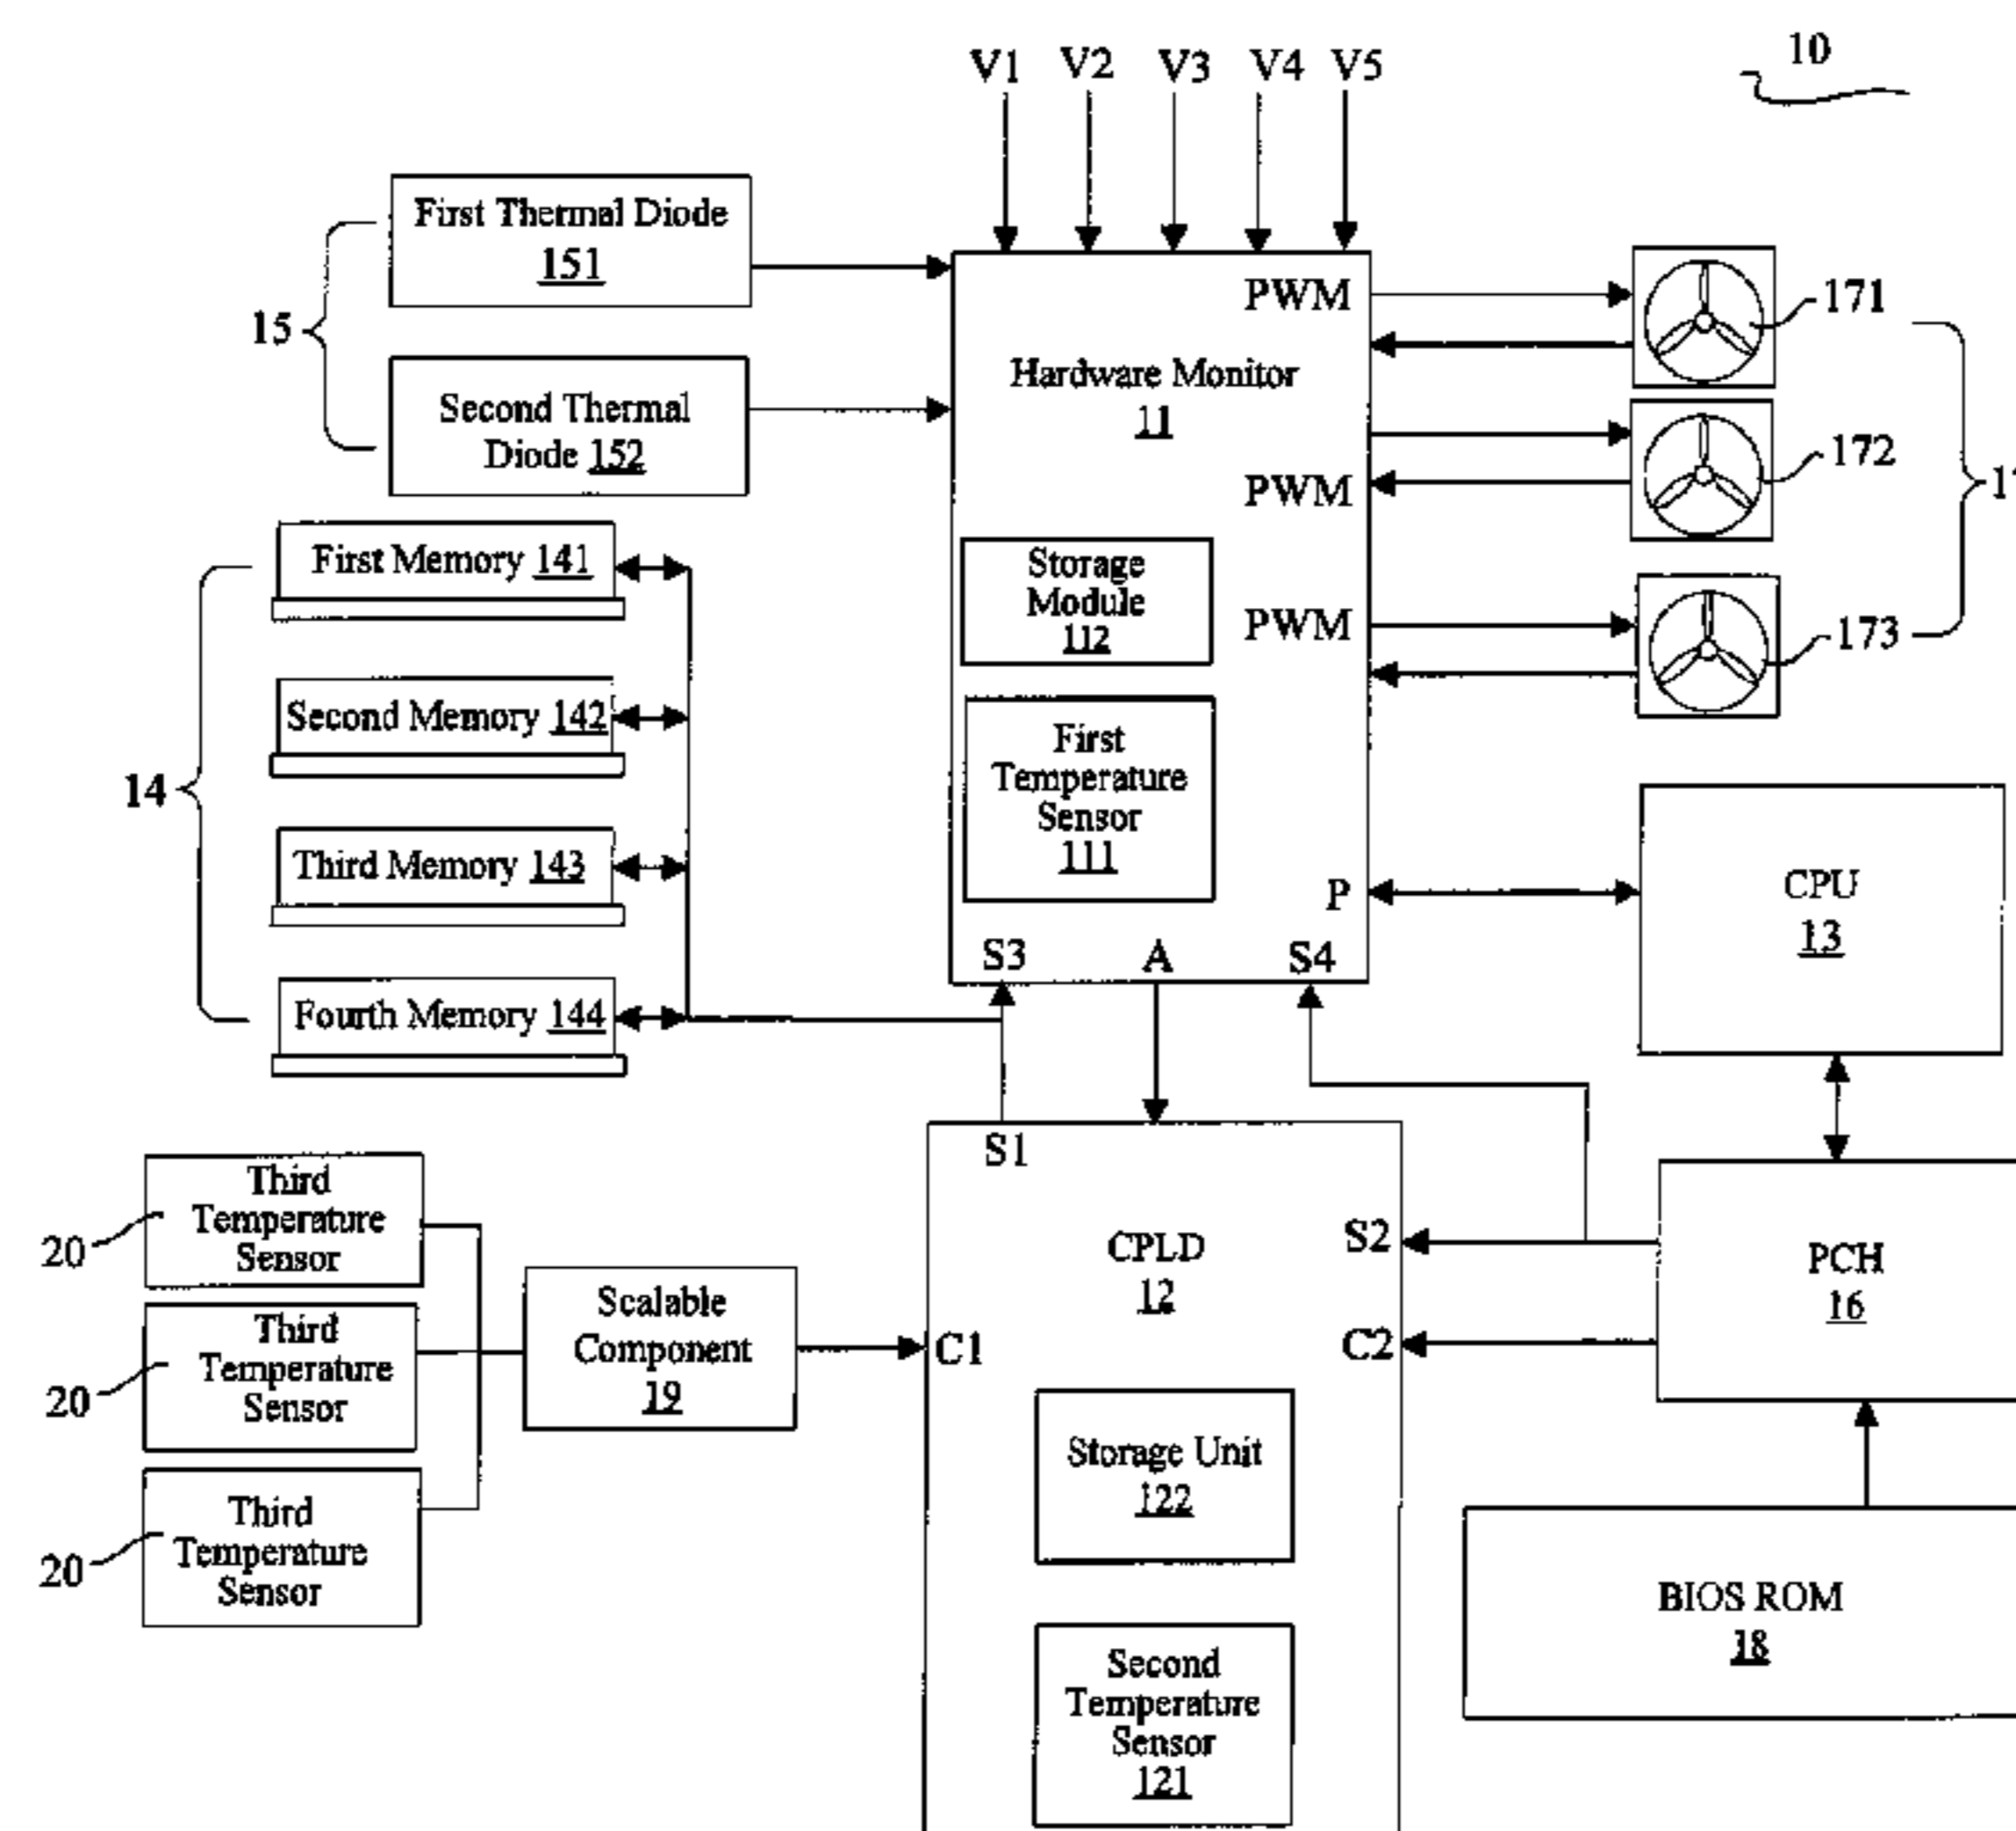 V1 V2 V3 V4 V5
10
First Thermal Diode
151
15
Second Thermal
Diode 152
PWM
Hardware Monitor
11
PWM
Storage
Module
112
PWM
First
Temperature
Sensor
111
P
S3 A S4
171
172
173
First Memory 141
Second Memory 142
14
Third Memory 143
Fourth Memory 144
CPU
13
S1
CPLD
12
S2
C1
C2
PCH
16
Third
Temperature
Sensor
20
Third
Temperature
Sensor
20
Third
Temperature
Sensor
20
Scalable
Component
19
Storage Unit
122
Second
Temperature
Sensor
121
BIOS ROM
18